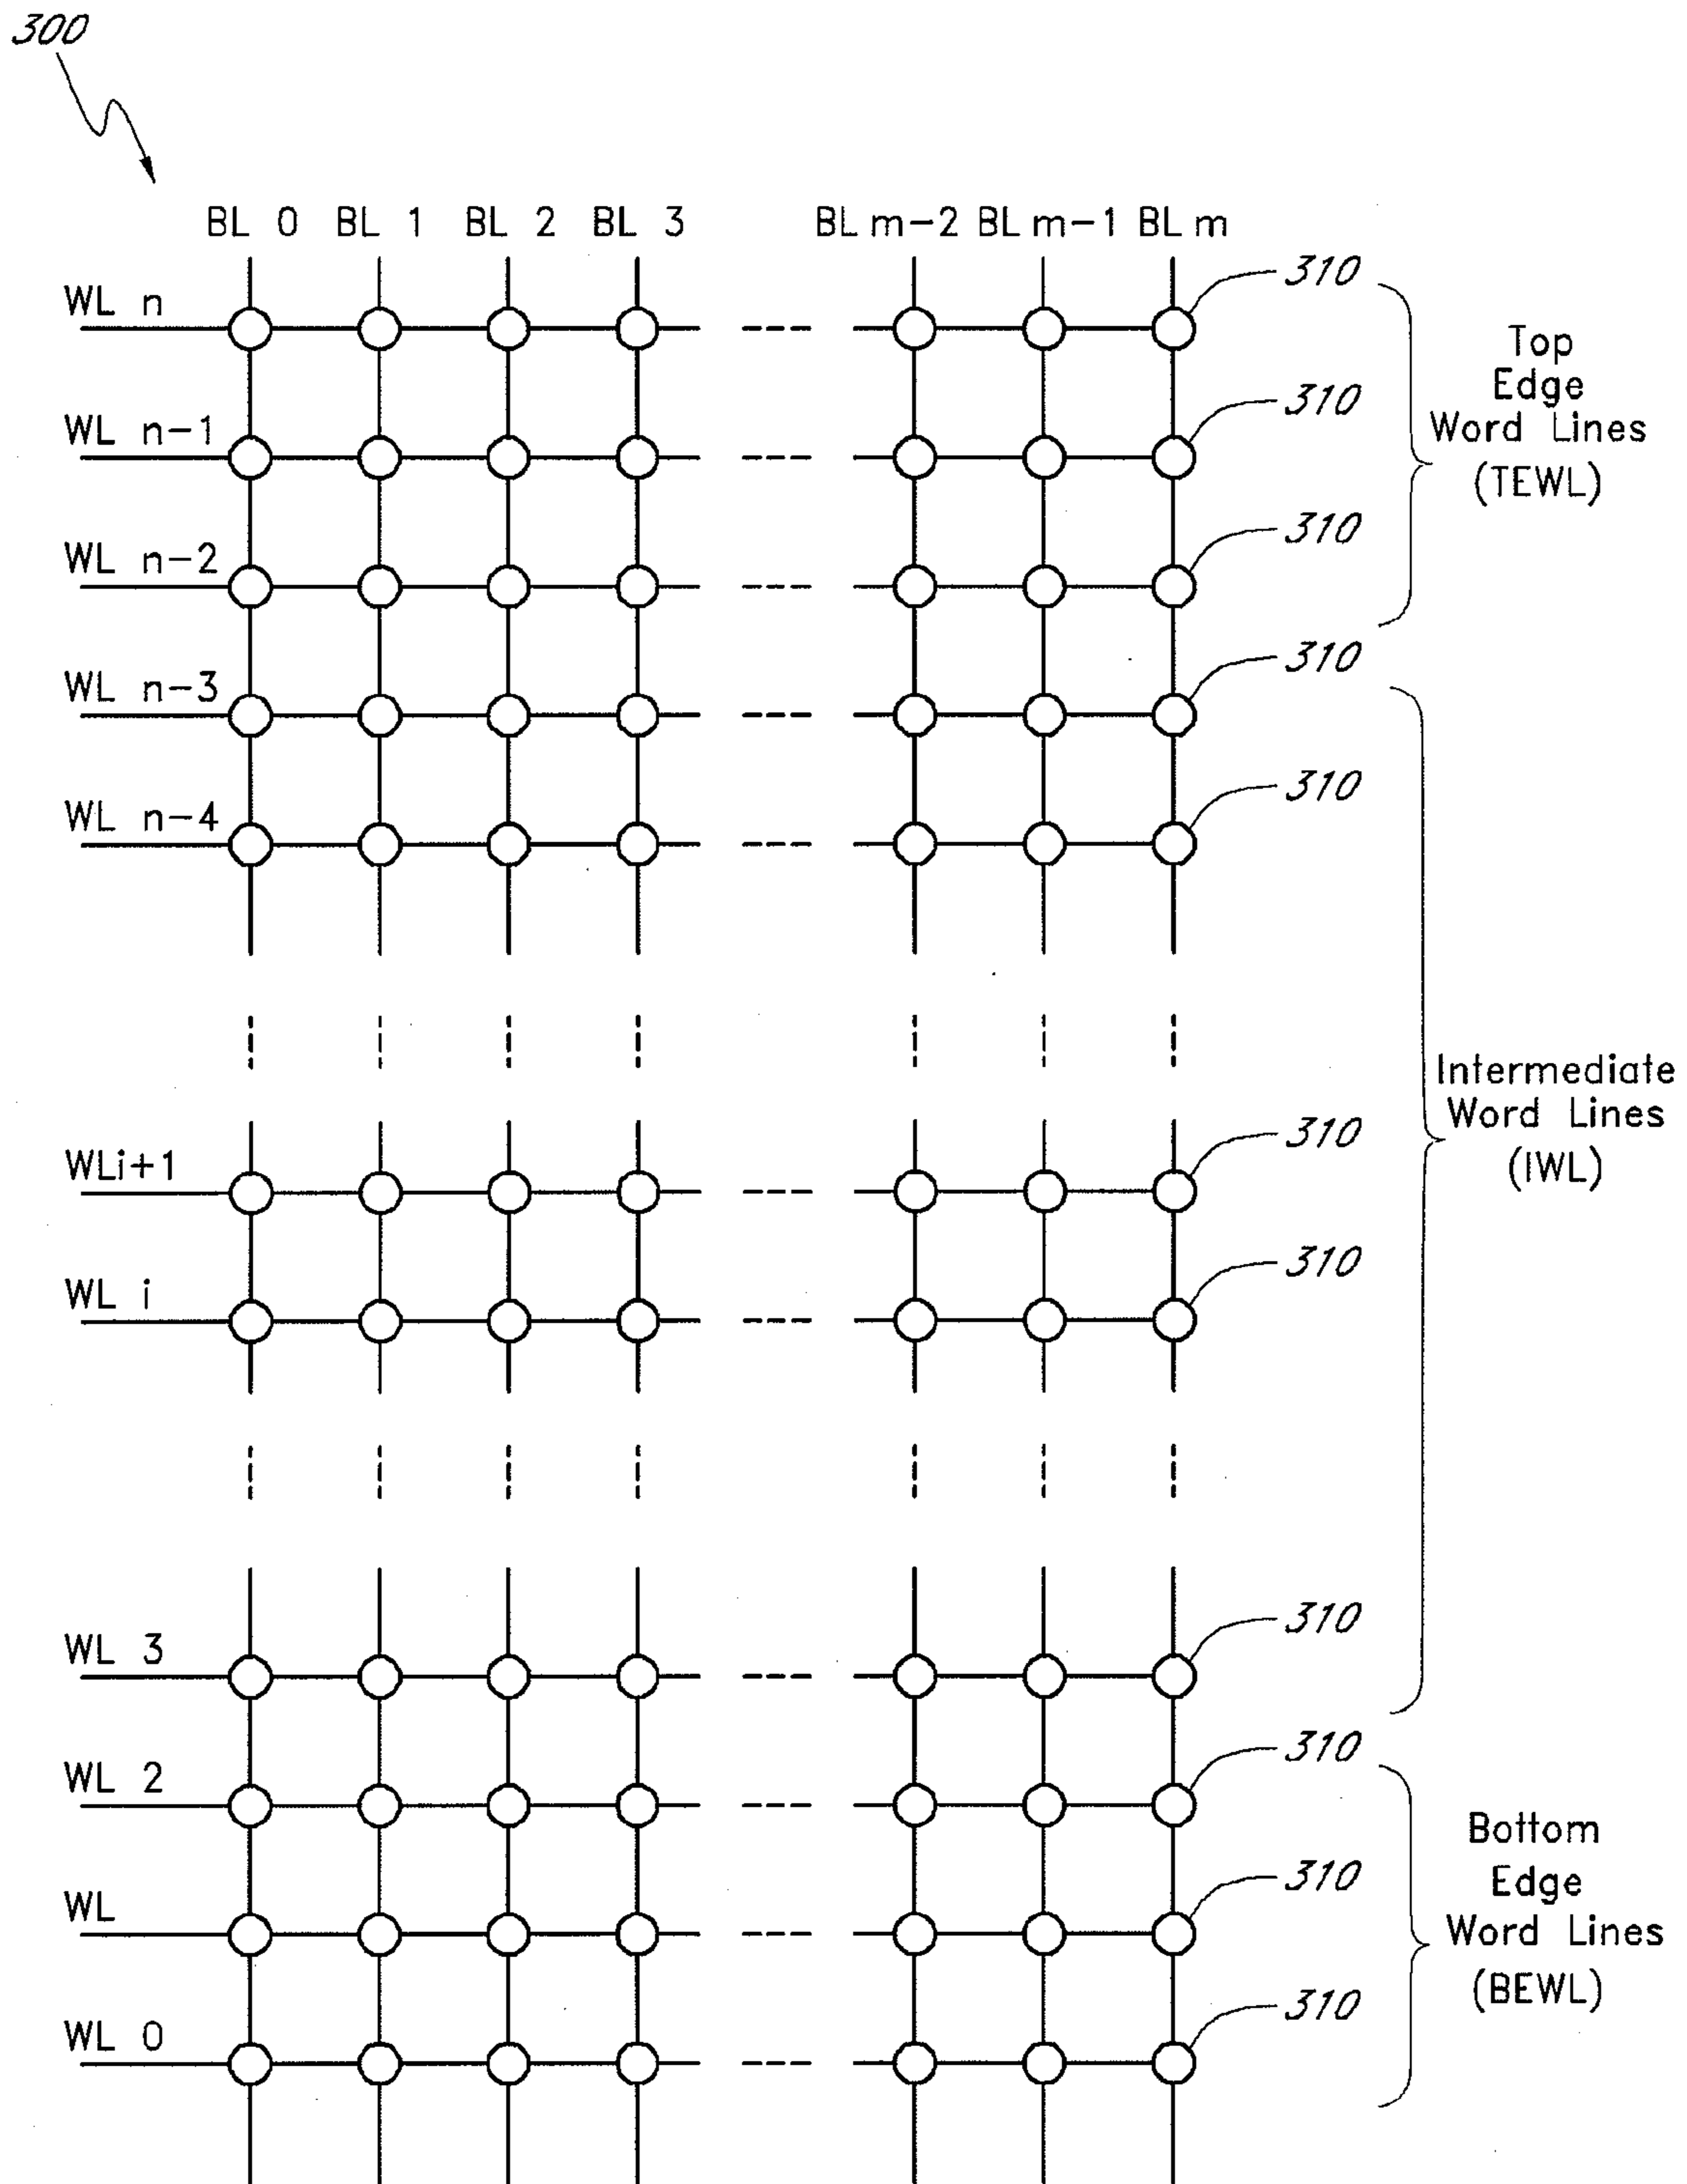 300
BL 0 BL 1 BL 2 BL 3 BL m-2 BL m-1 BL m
WL n
310
WL n-1
310
WL n-2
310
Top
Edge
Word Lines
(TEWL)
WL n-3
310
WL n-4
310
WLi+1
310
WL i
310
WL 3
310
Intermediate
Word Lines
(IWL)
WL 2
310
WL
310
WL 0
310
Bottom
Edge
Word Lines
(BEWL)